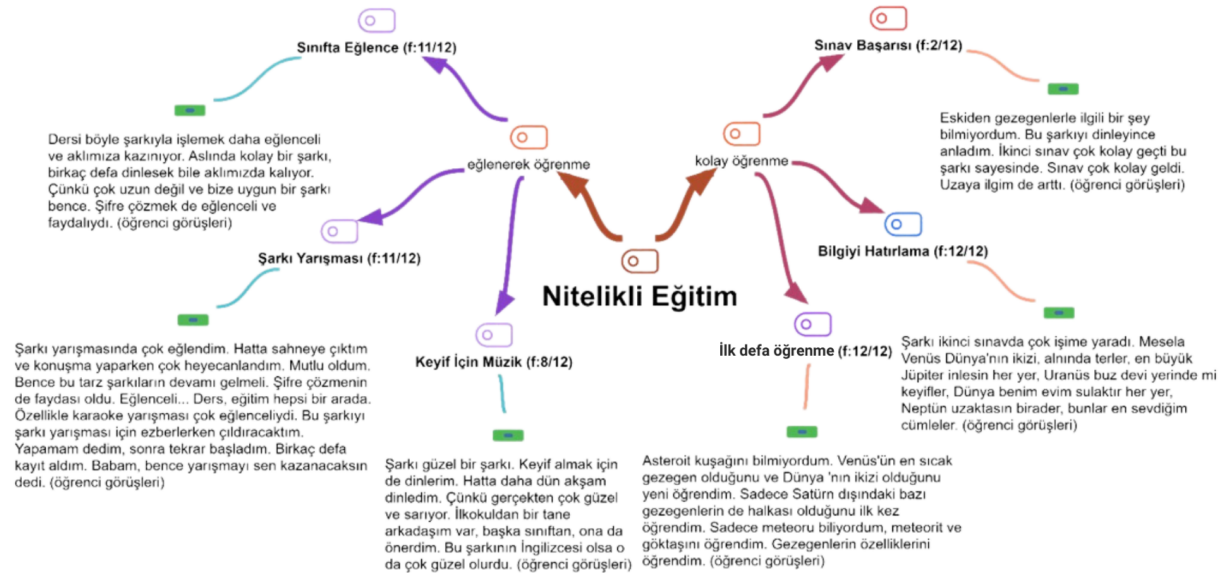 Sınıfta Eğlence (f:11/12)
Dersi böyle şarkıyla işlemek daha eğlenceli
ve aklımıza kazınıyor. Aslında kolay bir şarkı,
birkaç defa dinlesek bile aklımızda kalıyor.
Çünkü çok uzun değil ve bize uygun bir şarkı
bence. Şifre çözmek de eğlenceli ve
faydalıydı. (öğrenci görüşleri)
Sınav Başarısı (f:2/12)
Eskiden gezegenlerle ilgili bir şey
bilmiyordum. Bu şarkıyı dinleyince
anladım. İkinci sınav çok kolay geçti bu
şarkı sayesinde. Sınav çok kolay geldi.
Uzaya ilgim de arttı. (öğrenci görüşleri)
eğlenerek öğrenme
kolay öğrenme
Şarkı Yarışması (f:11/12)
Şarkı yarışmasında çok eğlendim. Hatta sahneye çıktım
ve konuşma yaparken çok heyecanlandım. Mutlu oldum.
Bence bu tarz şarkıların devamı gelmeli. Şifre çözmenin
de faydası oldu. Eğlenceli... Ders, eğitim hepsi bir arada.
Özellikle karaoke yarışması çok eğlenceliydi. Bu şarkıyı
şarkı yarışması için ezberlerken çıldıracaktım.
Yapamam dedim, sonra tekrar başladım. Birkaç defa
kayıt aldım. Babam, bence yarışmayı sen kazanacaksın
dedi. (öğrenci görüşleri)
Nitelikli Eğitim
Bilgiyi Hatırlama (f:12/12)
Şarkı ikinci sınavda çok işime yaradı. Mesela
Venüs Dünya'nın ikizi, alnında terler, en büyük
Jüpiter inlesin her yer, Uranüs buz devi yerinde mi
keyifler, Dünya benim evim sulaktır her yer,
Neptün uzaktasın birader, bunlar en sevdiğim
cümleler. (öğrenci görüşleri)
Keyif İçin Müzik (f:8/12)
Şarkı güzel bir şarkı. Keyif almak için
de dinlerim. Hatta daha dün akşam
dinledim. Çünkü gerçekten çok güzel
ve sarıyor. İlkokuldan bir tane
arkadaşım var, başka sınıftan, ona da
önerdim. Bu şarkının İngilizcesi olsa o
da çok güzel olurdu. (öğrenci görüşleri)
İlk defa öğrenme (f:12/12)
Asteroit kuşağını bilmiyordum. Venüs'ün en sıcak
gezegen olduğunu ve Dünya 'nın ikizi olduğunu
yeni öğrendim. Sadece Satürn dışındaki bazı
gezegenlerin de halkası olduğunu ilk kez
öğrendim. Sadece meteoru biliyordum, meteorit ve
göktaşını öğrendim. Gezegenlerin özelliklerini
öğrendim. (öğrenci görüşleri)